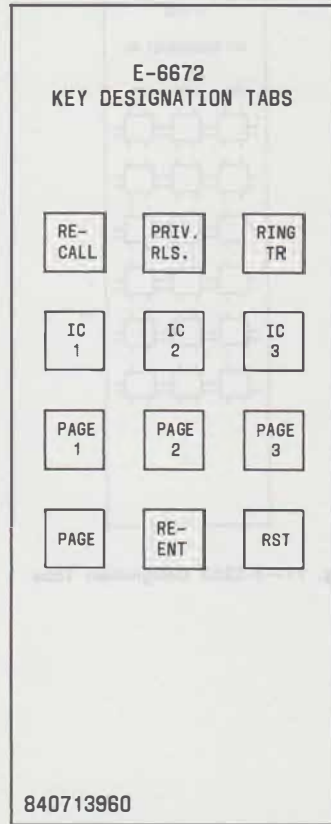 E-6672
KEY DESIGNATION TABS
RE-
CALL
PRIV.
RLS.
RING
TR
IC
1
IC
2
IC
3
PAGE
1
PAGE
2
PAGE
3
PAGE
RE-
ENT
RST
840713960